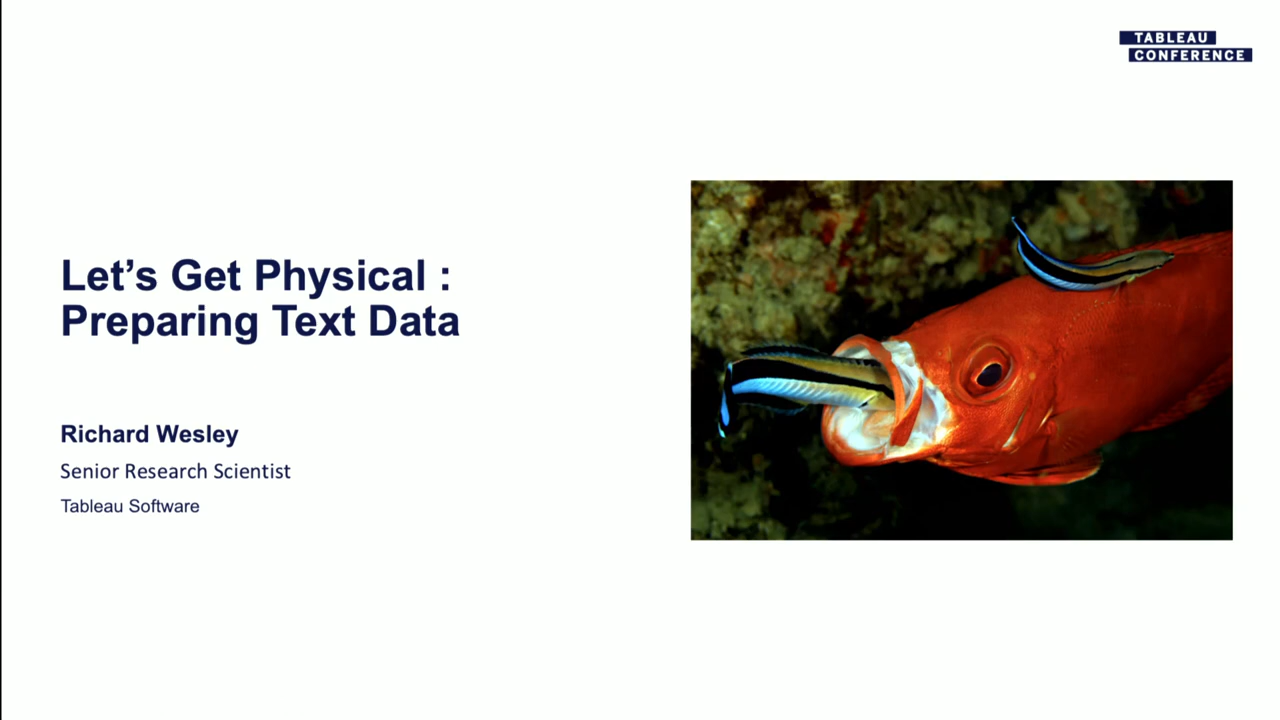 TABLEAU
CONFERENCE
Let’s Get Physical :
Preparing Text Data
Richard Wesley
Senior Research Scientist
Tableau Software